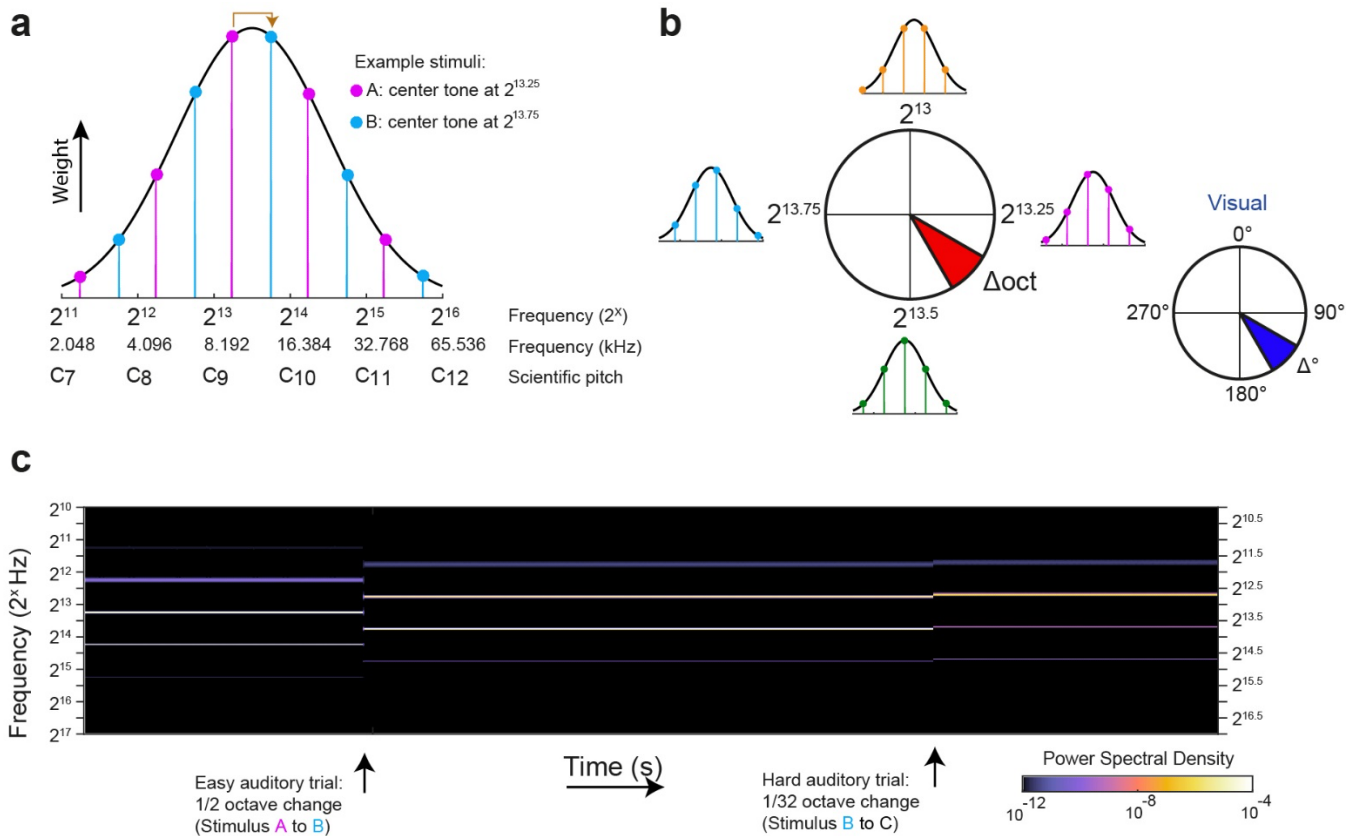 a
Example stimuli:
A: center tone at 2^13.25
B: center tone at 2^13.75
Weight
2^11 2^12 2^13 2^14 2^15 2^16 Frequency (2^X)
2.048 4.096 8.192 16.384 32.768 65.536 Frequency (kHz)
C7 C8 C9 C10 C11 C12 Scientific pitch
b
2^13
2^13.75
2^13.25
Δoct
2^13.5
Visual
0°
270°
90°
Δ°
180°
c
Frequency (2^x Hz)
2^10
2^11
2^12
2^13
2^14
2^15
2^16
2^17
2^10.5
2^11.5
2^12.5
2^13.5
2^14.5
2^15.5
2^16.5
Easy auditory trial:
1/2 octave change
(Stimulus A to B)
Time (s)
Hard auditory trial:
1/32 octave change
(Stimulus B to C)
Power Spectral Density
10^-12 10^-8 10^-4